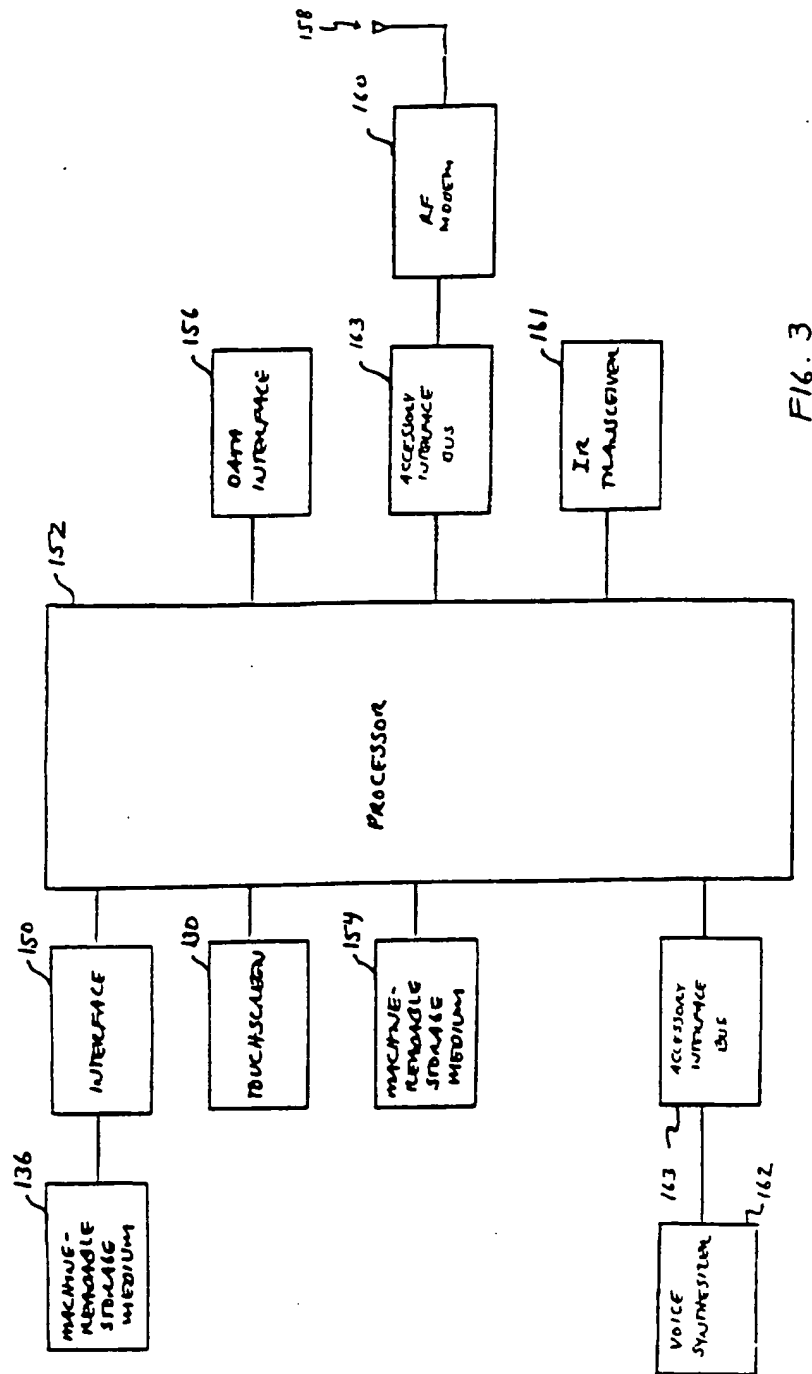 136
MACHINE-
READABLE
STORAGE
MEDIUM
150
INTERFACE
130
TOUCHSCREEN
154
MACHINE-
READABLE
STORAGE
MEDIUM
VOICE
SYNTHESIZER
162
163
ACCESSORY
INTERFACE
BUS
152
PROCESSOR
156
DATA
INTERFACE
163
ACCESSORY
INTERFACE
BUS
160
RF
MODEM
158
161
IR
TRANSCEIVER
FIG. 3